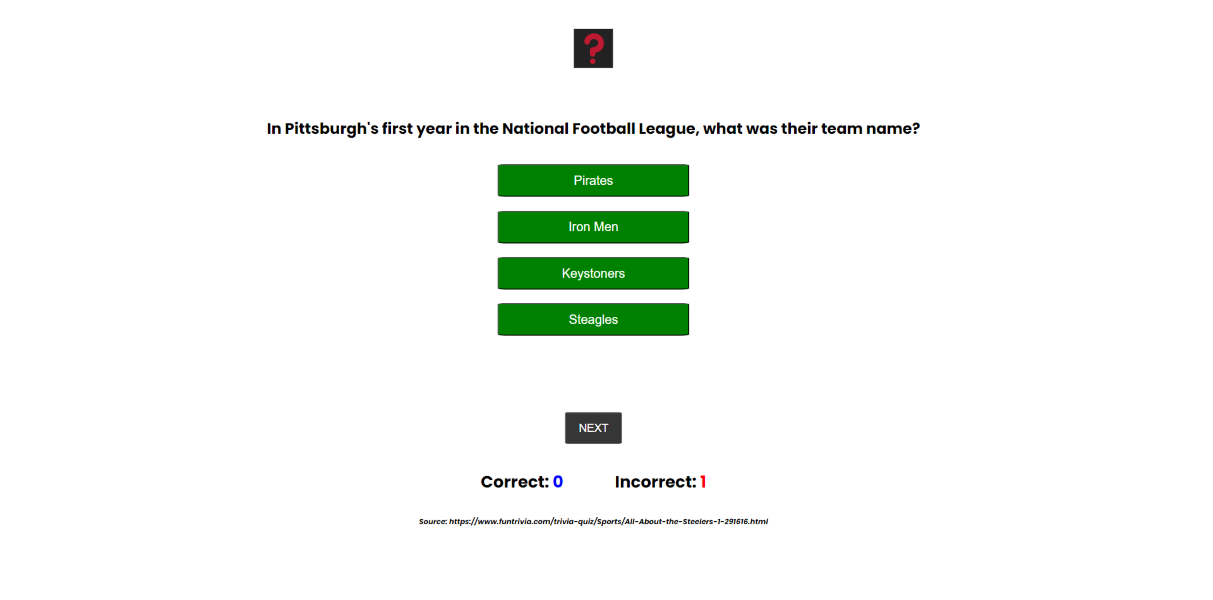 ?
In Pittsburgh's first year in the National Football League, what was their team name?
Pirates
Iron Men
Keystoners
Steagles
NEXT
Correct: 0 Incorrect: 1
Source: https://www.funtrivia.com/trivia-quiz/Sports/All-About-the-Steelers-1-291616.html